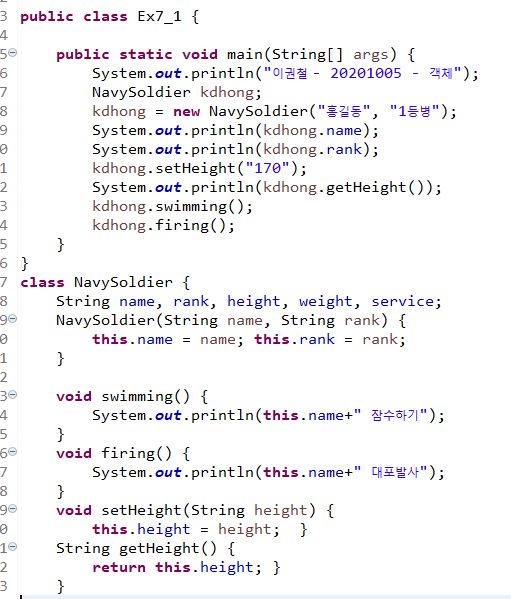 3 public class Ex7_1 {
4
5 public static void main(String[] args) {
6 System.out.println("이권철 - 20201005 - 객체");
7 NavySoldier kdhong;
8 kdhong = new NavySoldier("홍길동", "1등병");
9 System.out.println(kdhong.name);
0 System.out.println(kdhong.rank);
1 kdhong.setHeight("170");
2 System.out.println(kdhong.getHeight());
3 kdhong.swimming();
4 kdhong.firing();
5 }
6 }
7 class NavySoldier {
8 String name, rank, height, weight, service;
9 NavySoldier(String name, String rank) {
0 this.name = name; this.rank = rank;
1 }
2
3 void swimming() {
4 System.out.println(this.name+" 잠수하기");
5 }
6 void firing() {
7 System.out.println(this.name+" 대포발사");
8 }
9 void setHeight(String height) {
0 this.height = height; }
1 String getHeight() {
2 return this.height; }
3 }